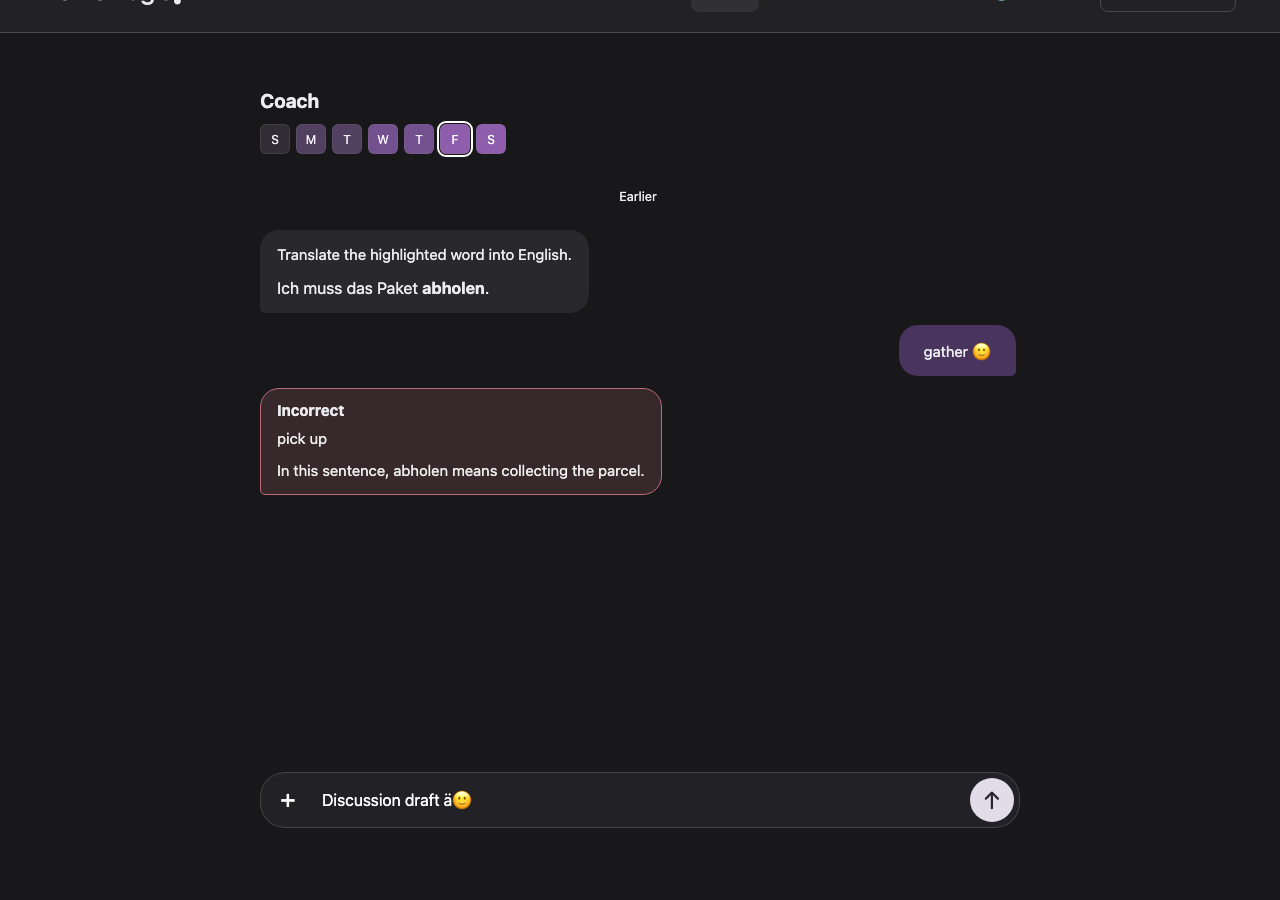 Coach
S M T W T F S
Earlier
Translate the highlighted word into English.
Ich muss das Paket abholen.
gather 🙂
Incorrect
pick up
In this sentence, abholen means collecting the parcel.
Discussion draft ä🙂